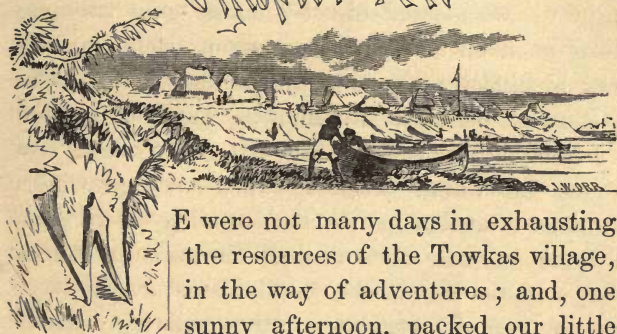 J.W.ORR
WE were not many days in exhausting
the resources of the Towkas village,
in the way of adventures ; and, one
sunny afternoon, packed our little